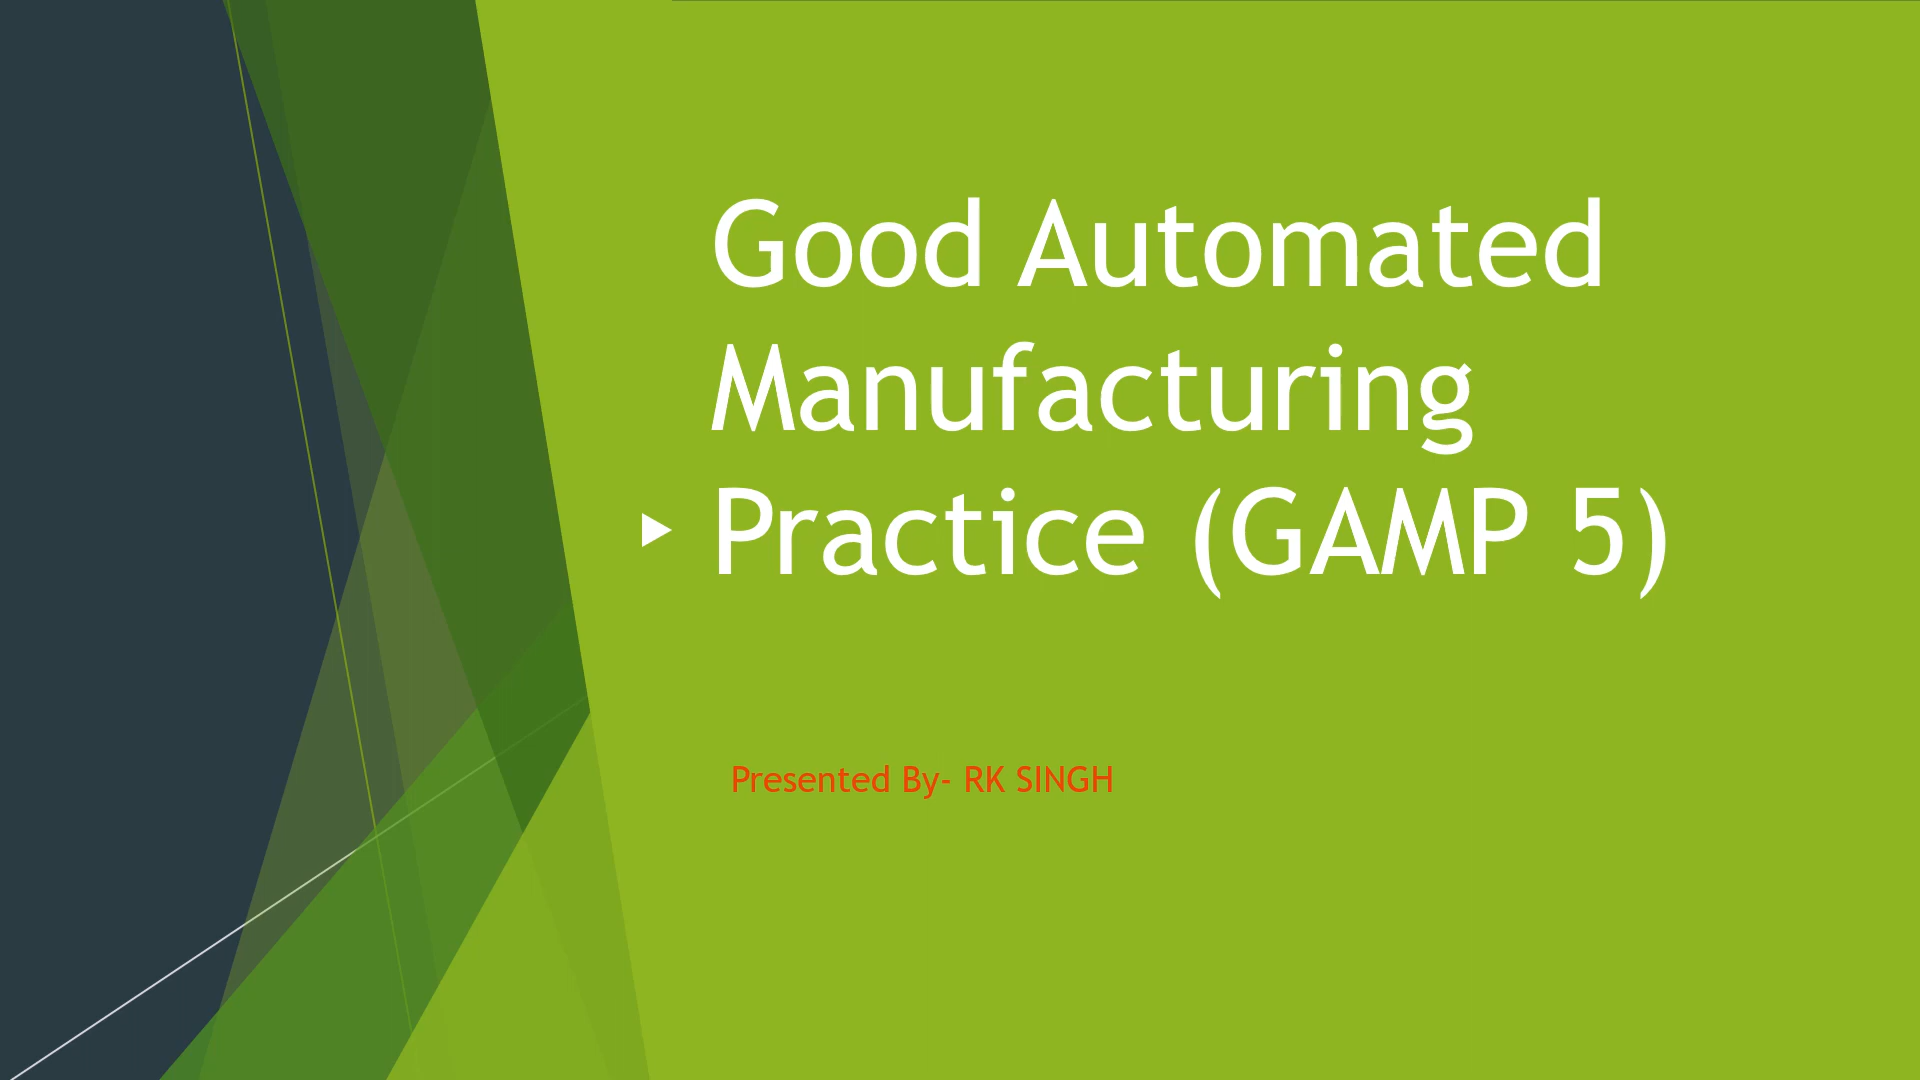 Good Automated
Manufacturing
Practice (GAMP 5)
Presented By- RK SINGH